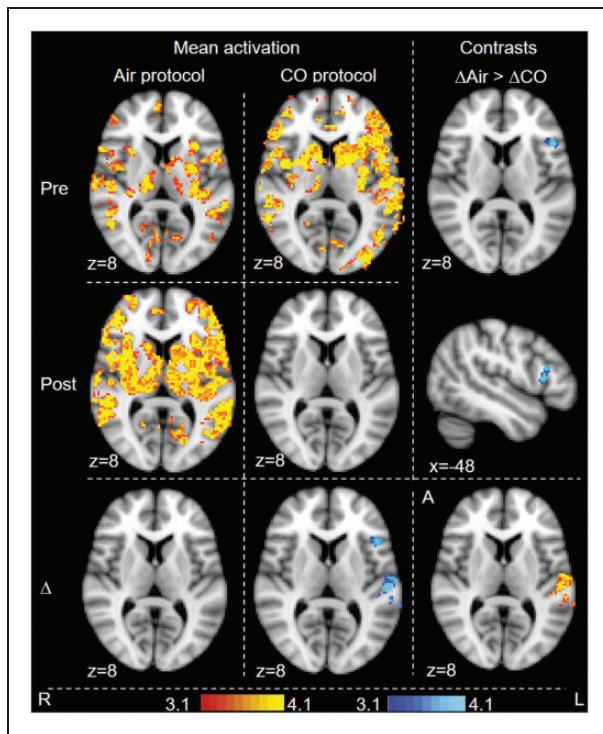 Mean activation Contrasts
Air protocol CO protocol ΔAir > ΔCO
Pre
z=8 z=8 z=8
Post
z=8 z=8 x=-48
A
Δ
z=8 z=8 z=8
R 3.1 4.1 3.1 4.1 L